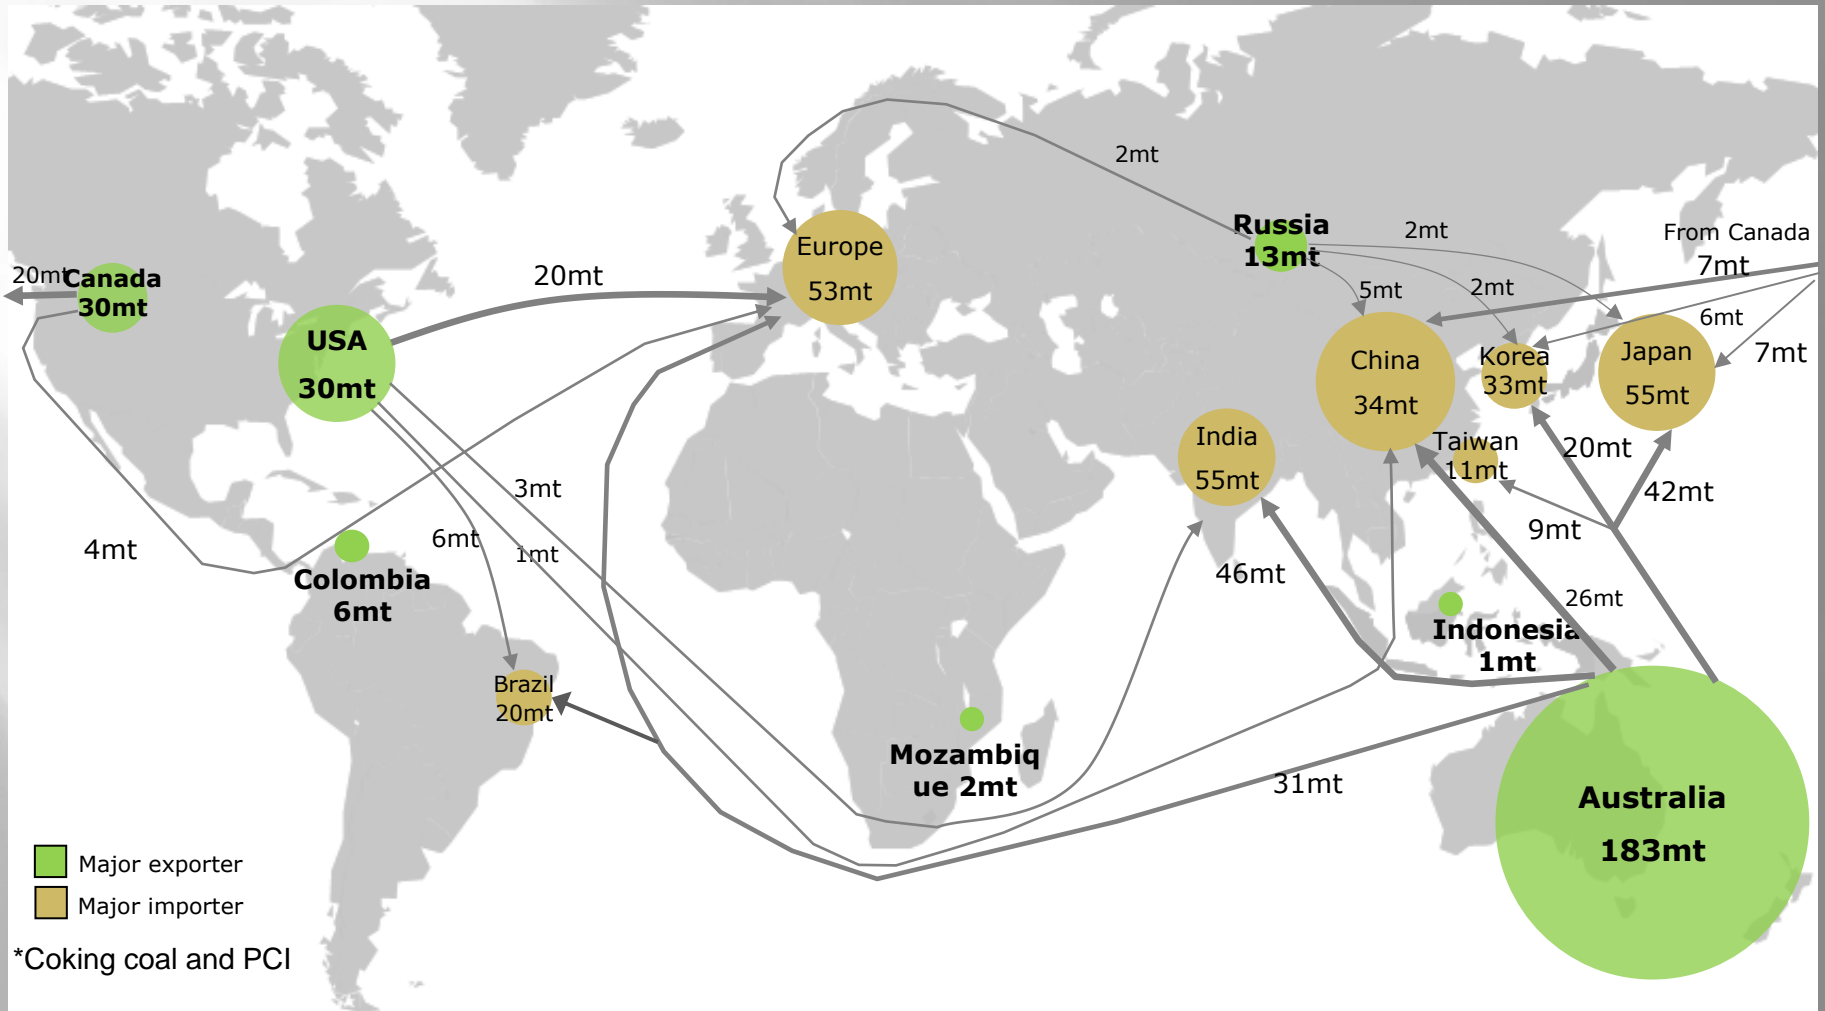 2mt
Russia
13mt
2mt
From Canada
7mt
Europe
53mt
20mt
20mt
Canada
30mt
5mt
2mt
6mt
7mt
USA
30mt
China
34mt
Korea
33mt
Japan
55mt
India
55mt
Taiwan
11mt
20mt
42mt
3mt
6mt
1mt
4mt
9mt
46mt
26mt
Colombia
6mt
Indonesia
1mt
Brazil
20mt
Mozambiq
ue 2mt
31mt
Australia
183mt
Major exporter
Major importer
*Coking coal and PCI